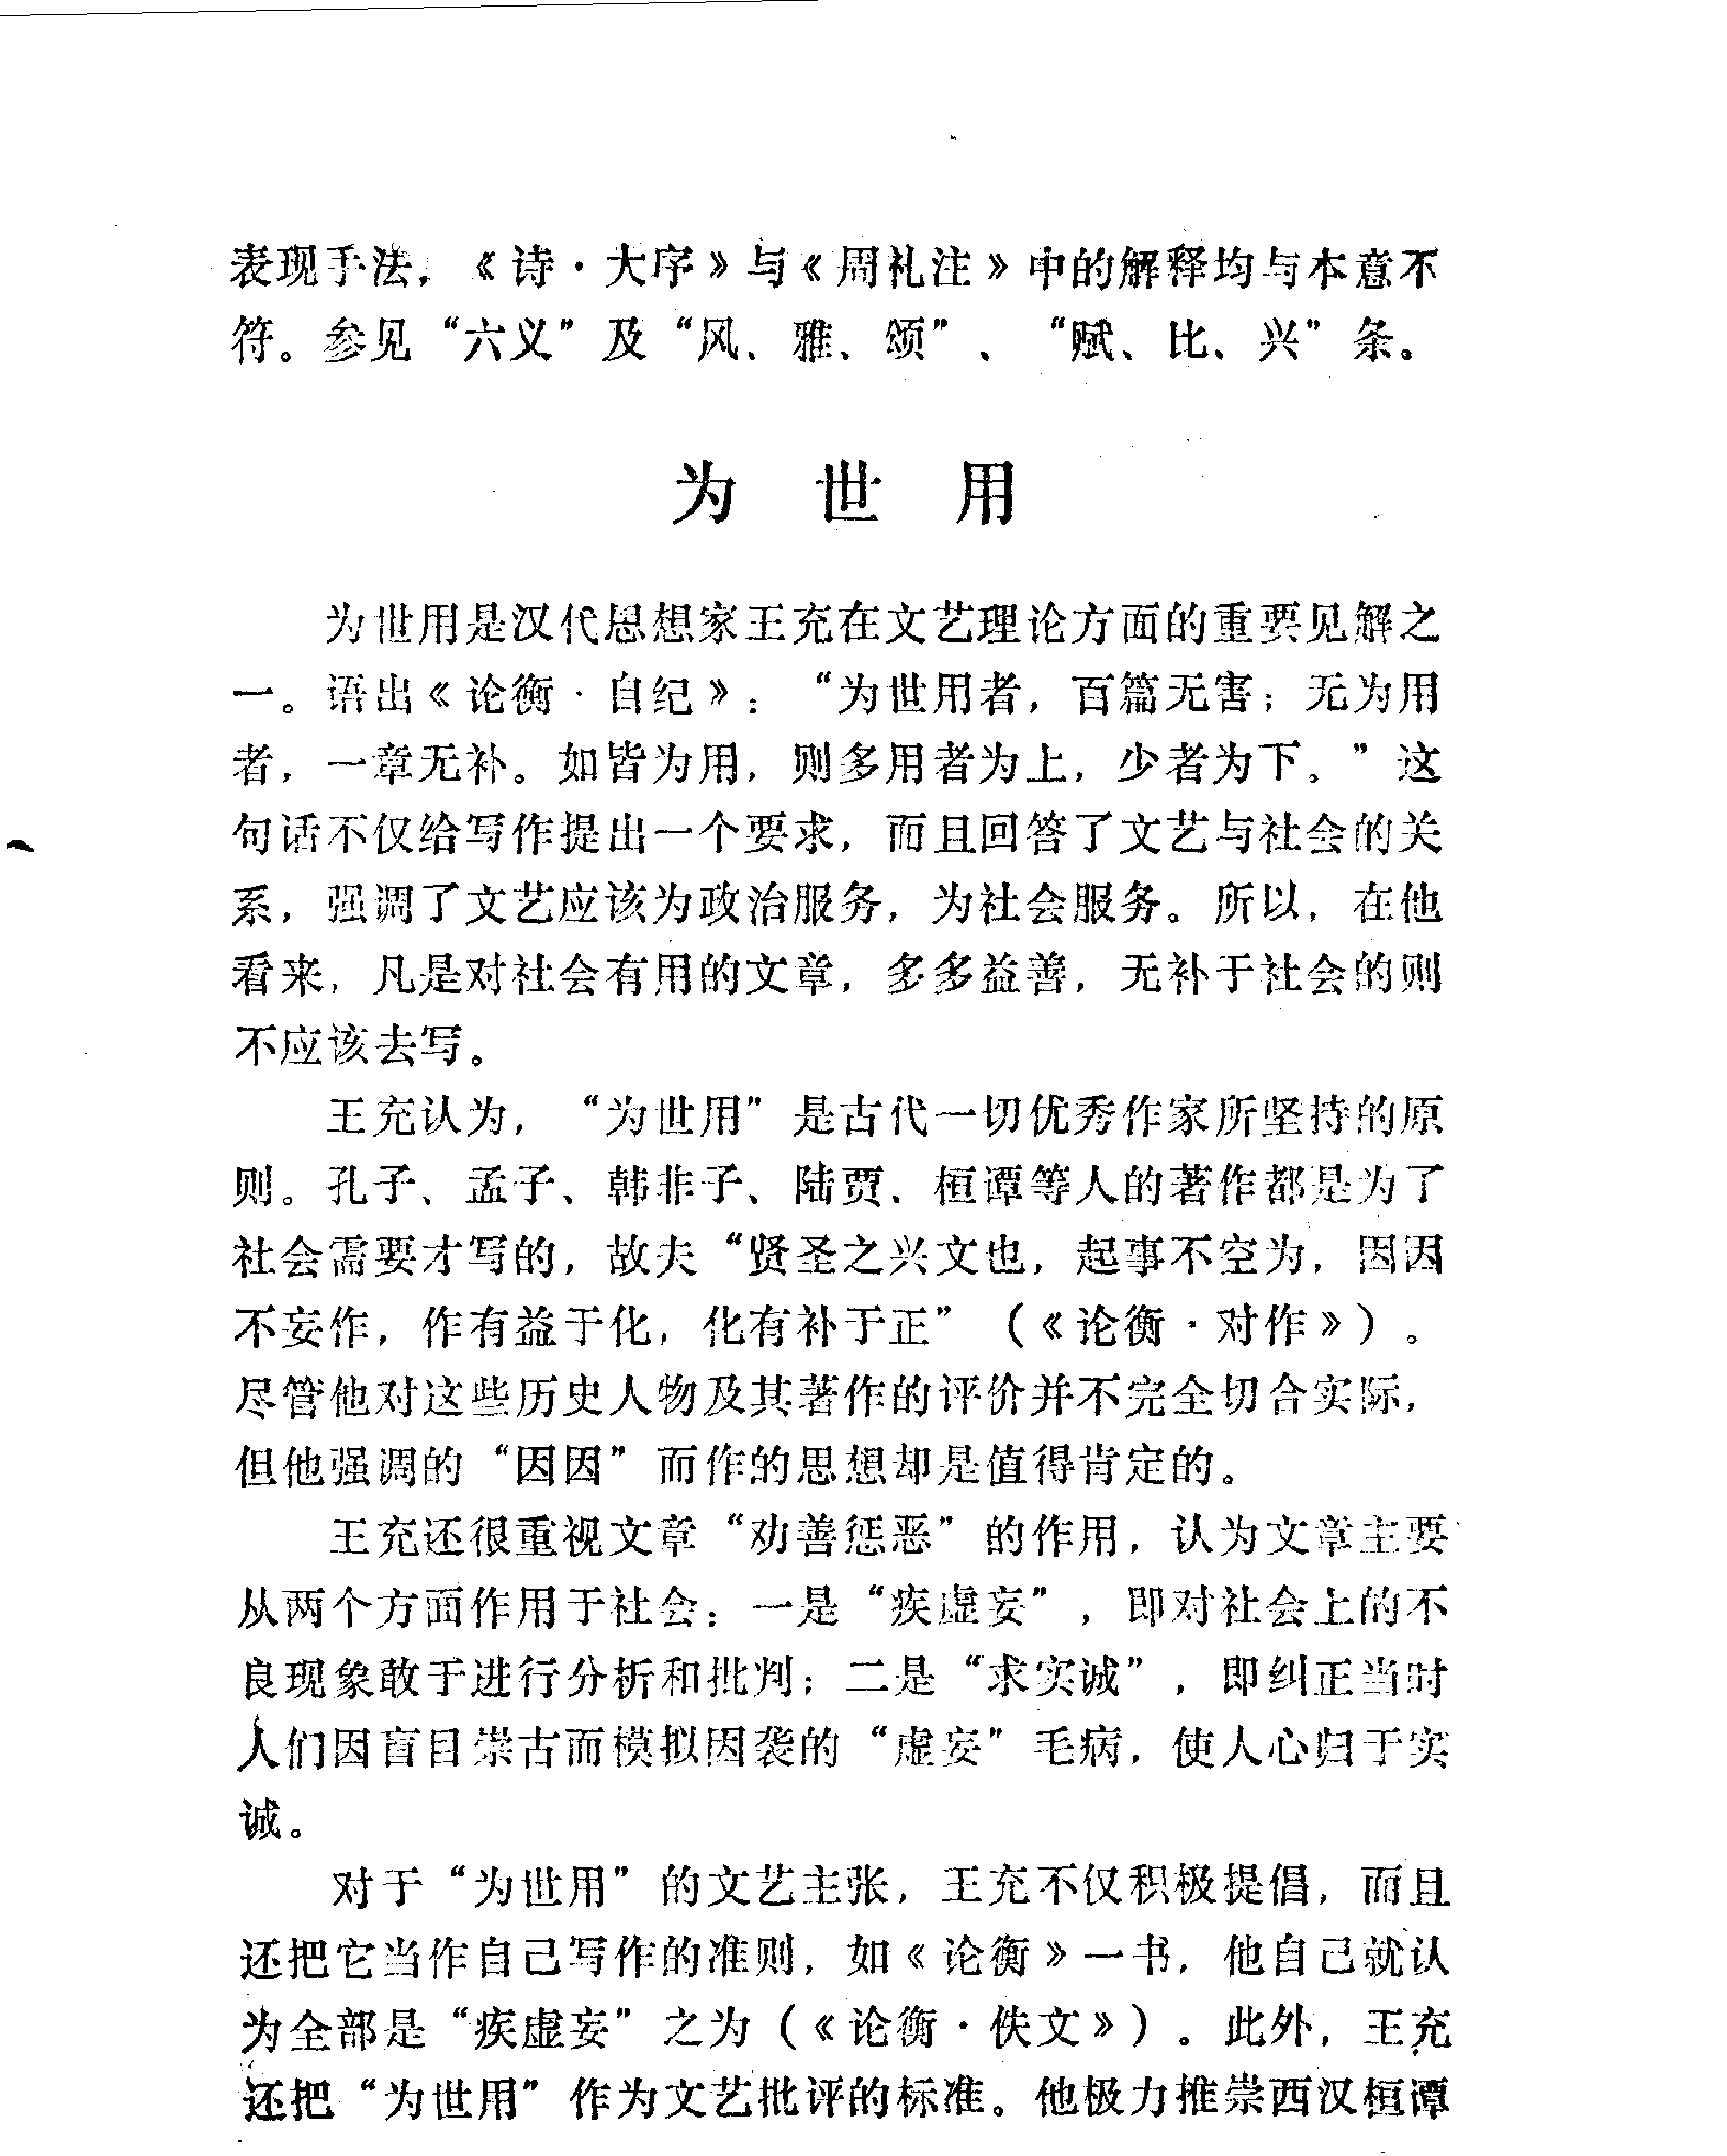 表现手法，《诗·大序》与《周礼注》中的解释均与本意不
符。参见“六义”及“风、雅、颂”、“赋、比、兴”条。
为世用
为世用是汉代思想家王充在文艺理论方面的重要见解之
一。语出《论衡·自纪》：“为世用者，百篇无害；无为用
者，一章无补。如皆为用，则多用者为上，少者为下。”这
句话不仅给写作提出一个要求，而且回答了文艺与社会的关
系，强调了文艺应该为政治服务，为社会服务。所以，在他
看来，凡是对社会有用的文章，多多益善，无补于社会的则
不应该去写。
王充认为，“为世用”是古代一切优秀作家所坚持的原
则。孔子、孟子、韩非子、陆贾、桓谭等人的著作都是为了
社会需要才写的，故夫“贤圣之兴文也，起事不空为，因因
不妄作，作有益于化，化有补于正”（《论衡·对作》）。
尽管他对这些历史人物及其著作的评价并不完全切合实际，
但他强调的“因因”而作的思想却是值得肯定的。
王充还很重视文章“劝善惩恶”的作用，认为文章主要
从两个方面作用于社会：一是“疾虚妄”，即对社会上的不
良现象敢于进行分析和批判；二是“求实诚”，即纠正当时
人们因盲目崇古而模拟因袭的“虚妄”毛病，使人心归于实
诚。
对于“为世用”的文艺主张，王充不仅积极提倡，而且
还把它当作自己写作的准则，如《论衡》一书，他自己就认
为全部是“疾虚妄”之为（《论衡·佚文》）。此外，王充
还把“为世用”作为文艺批评的标准。他极力推崇西汉桓谭